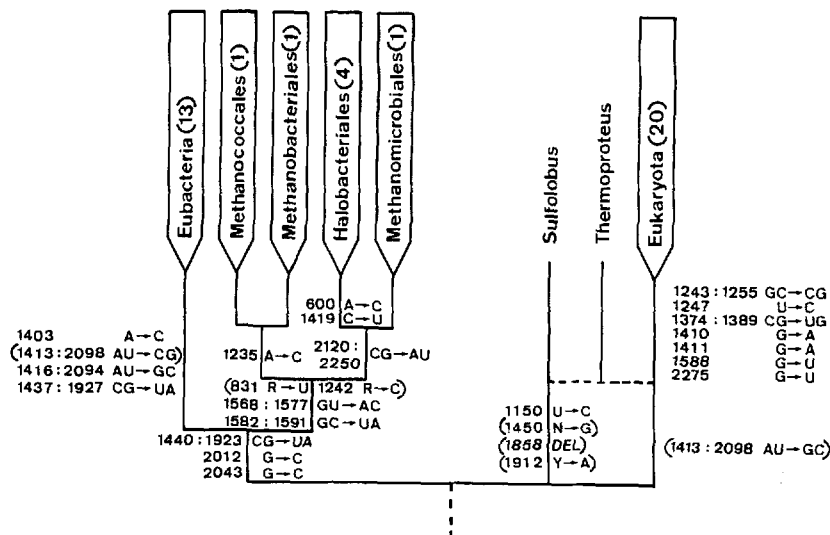 Eubacteria (13)
Methanococcales (1)
Methanobacteriales (1)
Halobacteriales (4)
Methanomicrobiales (1)
Sulfolobus
Thermoproteus
Eukaryota (20)
600 A→C
1419 C→U
1403 A→C
(1413:2098 AU→CG)
1416:2094 AU→GC
1437:1927 CG→UA
1235 A→C
2120:
2250 CG→AU
(831 R→U)
1242 R→C)
1568:1577 GU→AC
1582:1591 GC→UA
1440:1923 CG→UA
2012 G→C
2043 G→C
1243:1255 GC→CG
1247 U→C
1374:1389 CG→UG
1410 G→A
1411 G→A
1588 G→U
2275 G→U
1150 U→C
(1450 N→G)
(1858 DEL)
(1912 Y→A)
(1413:2098 AU→GC)